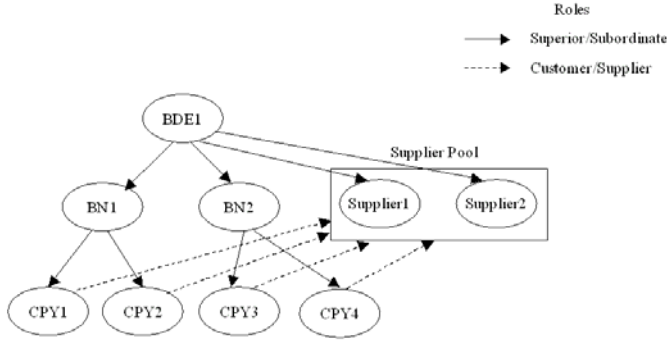 Roles
Superior/Subordinate
Customer/Supplier
BDE1
Supplier Pool
BN1
BN2
Supplier1
Supplier2
CPY1
CPY2
CPY3
CPY4